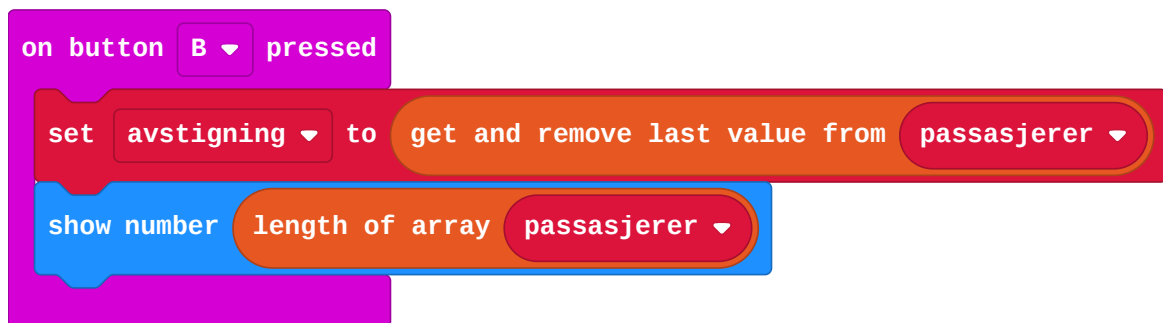 on button B pressed
set avstigning to get and remove last value from passasjerer
show number length of array passasjerer